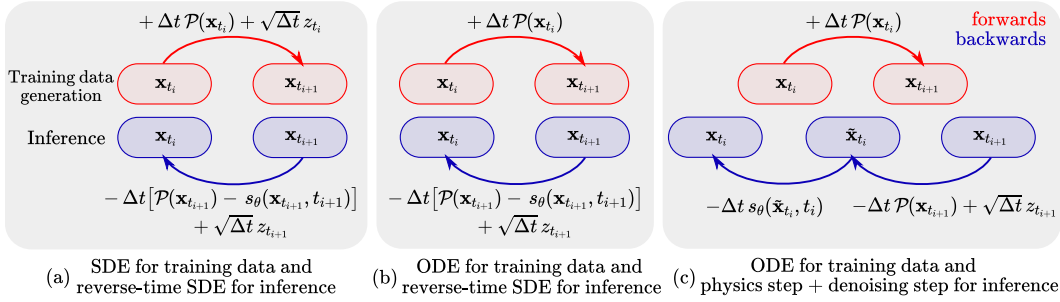 + Δt 𝒫(x_{t_i}) + √Δt z_{t_i}
Training data
generation
x_{t_i} x_{t_{i+1}}
Inference
x_{t_i} x_{t_{i+1}}
− Δt[𝒫(x_{t_{i+1}}) − s_θ(x_{t_{i+1}}, t_{i+1})]
+ √Δt z_{t_{i+1}}
(a) SDE for training data and
reverse-time SDE for inference
+ Δt 𝒫(x_{t_i})
x_{t_i} x_{t_{i+1}}
x_{t_i} x_{t_{i+1}}
− Δt[𝒫(x_{t_{i+1}}) − s_θ(x_{t_{i+1}}, t_{i+1})]
+ √Δt z_{t_{i+1}}
(b) ODE for training data and
reverse-time SDE for inference
+ Δt 𝒫(x_{t_i})
forwards
backwards
x_{t_i} x_{t_{i+1}}
x_{t_i} x̃_{t_i} x_{t_{i+1}}
−Δt s_θ(x̃_{t_i}, t_i) −Δt 𝒫(x_{t_{i+1}}) + √Δt z_{t_{i+1}}
(c) ODE for training data and
physics step + denoising step for inference